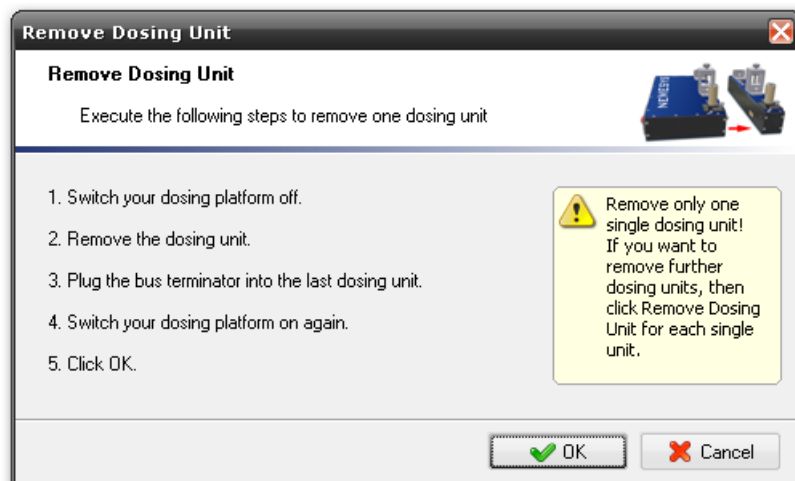 Remove Dosing Unit
Remove Dosing Unit
Execute the following steps to remove one dosing unit
NEMESYS
1. Switch your dosing platform off.
2. Remove the dosing unit.
3. Plug the bus terminator into the last dosing unit.
4. Switch your dosing platform on again.
5. Click OK.
Remove only one
single dosing unit!
If you want to
remove further
dosing units, then
click Remove Dosing
Unit for each single
unit.
OK
Cancel